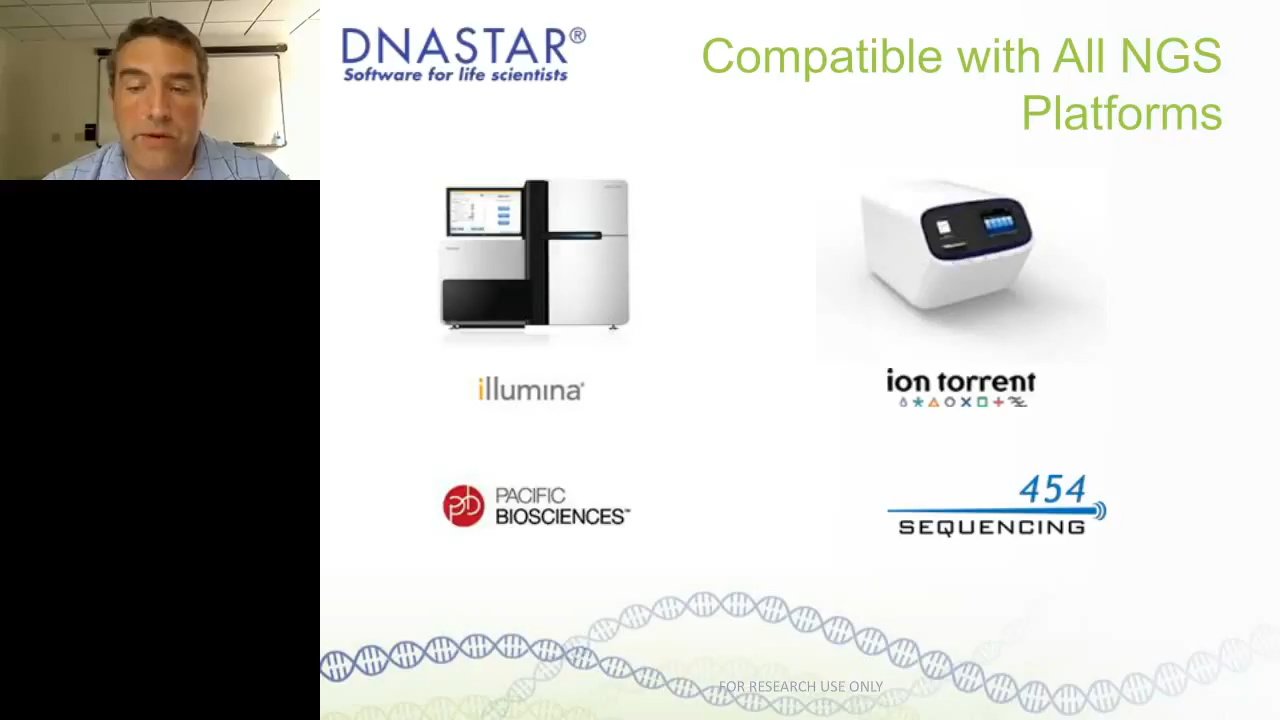 DNASTAR®
Software for life scientists
Compatible with All NGS
Platforms
illumina®
ion torrent
PACIFIC
BIOSCIENCES™
454
SEQUENCING
FOR RESEARCH USE ONLY